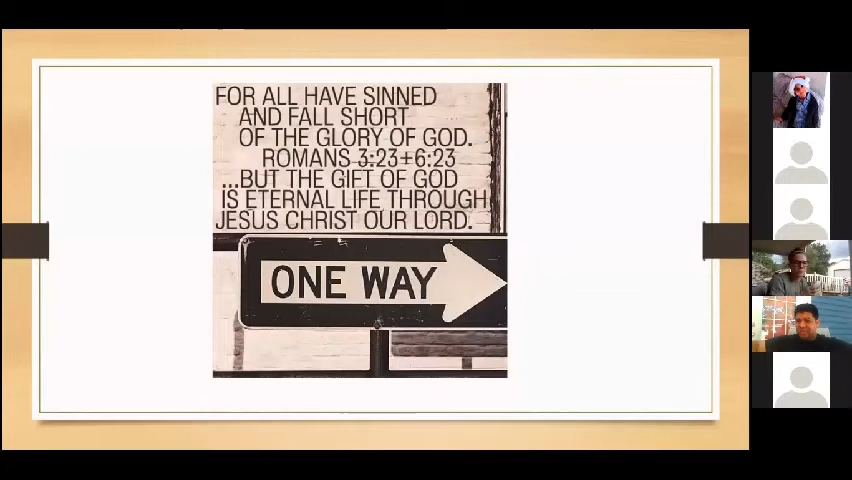 FOR ALL HAVE SINNED
AND FALL SHORT
OF THE GLORY OF GOD.
ROMANS 3:23+6:23
...BUT THE GIFT OF GOD
IS ETERNAL LIFE THROUGH
JESUS CHRIST OUR LORD.
ONE WAY